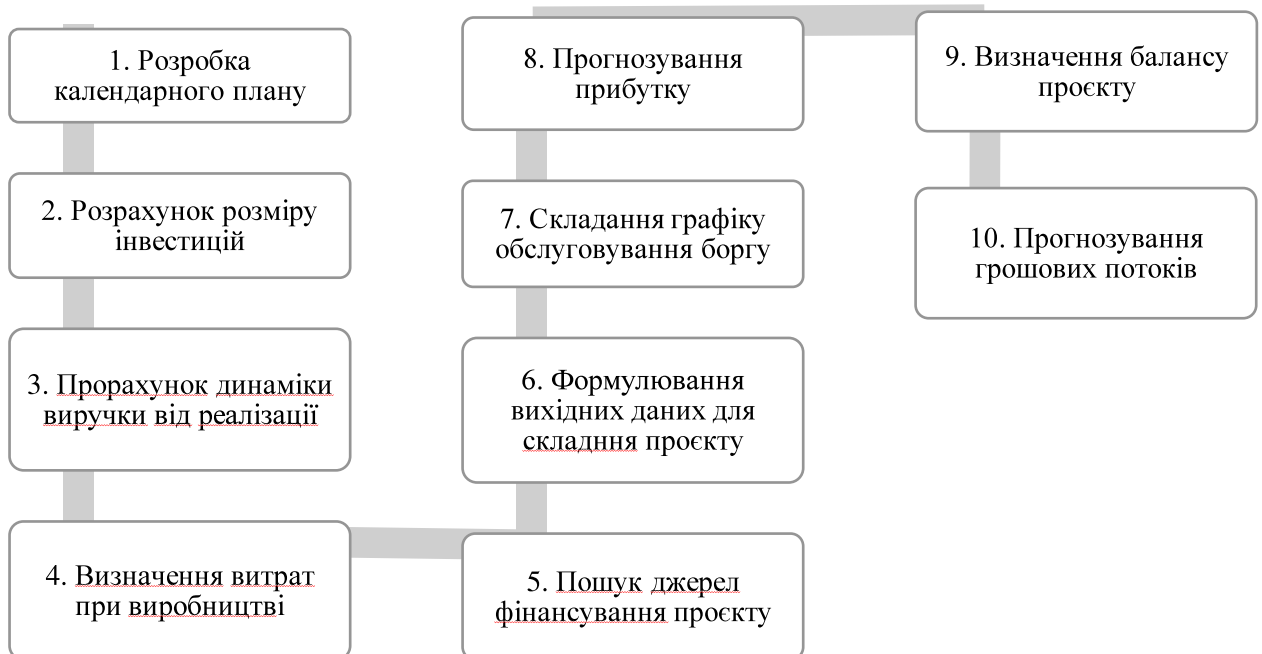 1. Розробка
календарного плану
2. Розрахунок розміру
інвестицій
3. Прорахунок динаміки
виручки від реалізації
4. Визначення витрат
при виробництві
5. Пошук джерел
фінансування проєкту
6. Формулювання
вихідних даних для
складння проєкту
7. Складання графіку
обслуговування боргу
8. Прогнозування
прибутку
9. Визначення балансу
проєкту
10. Прогнозування
грошових потоків